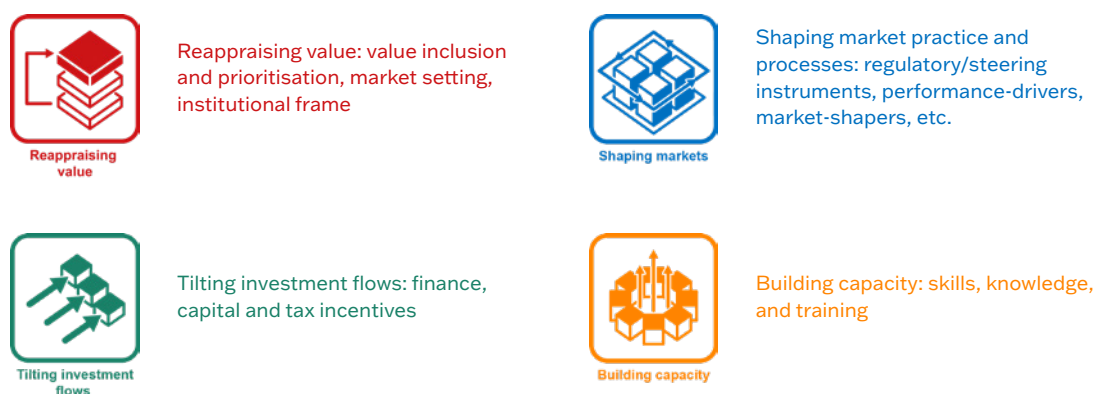 Reappraising value: value inclusion
and prioritisation, market setting,
institutional frame
Reappraising
value
Shaping market practice and
processes: regulatory/steering
instruments, performance-drivers,
market-shapers, etc.
Shaping markets
Tilting investment flows: finance,
capital and tax incentives
Tilting investment
flows
Building capacity: skills, knowledge,
and training
Building capacity